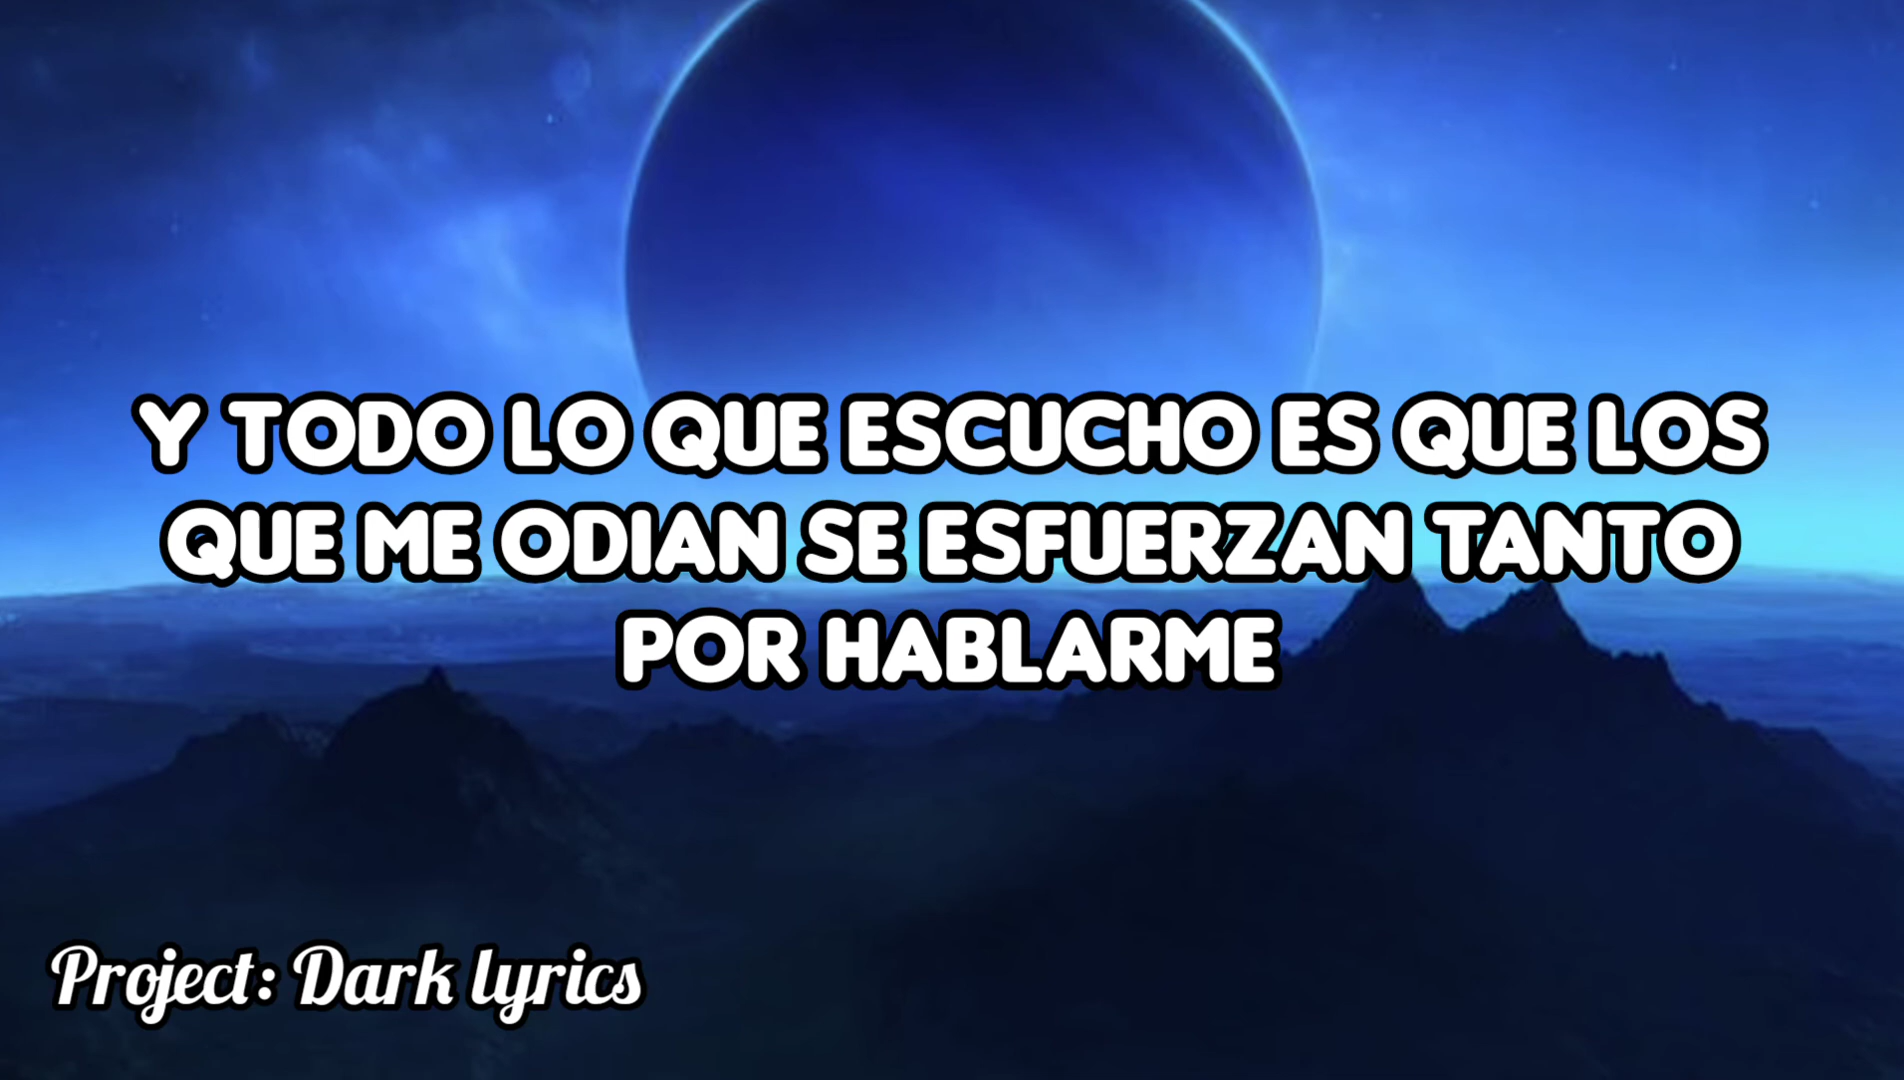 Y TODO LO QUE ESCUCHO ES QUE LOS
QUE ME ODIAN SE ESFUERZAN TANTO
POR HABLARME
Project: Dark lyrics